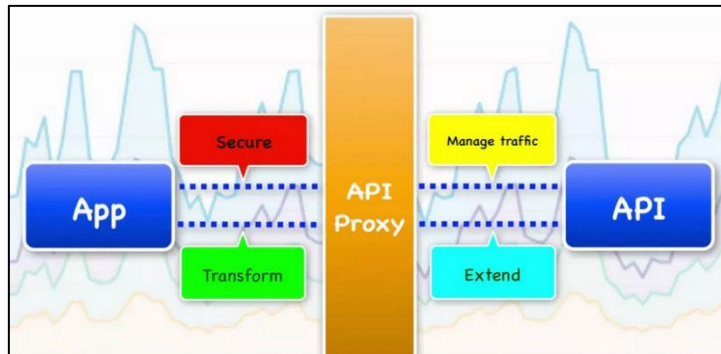 Secure
Manage traffic
App
API
Proxy
API
Transform
Extend